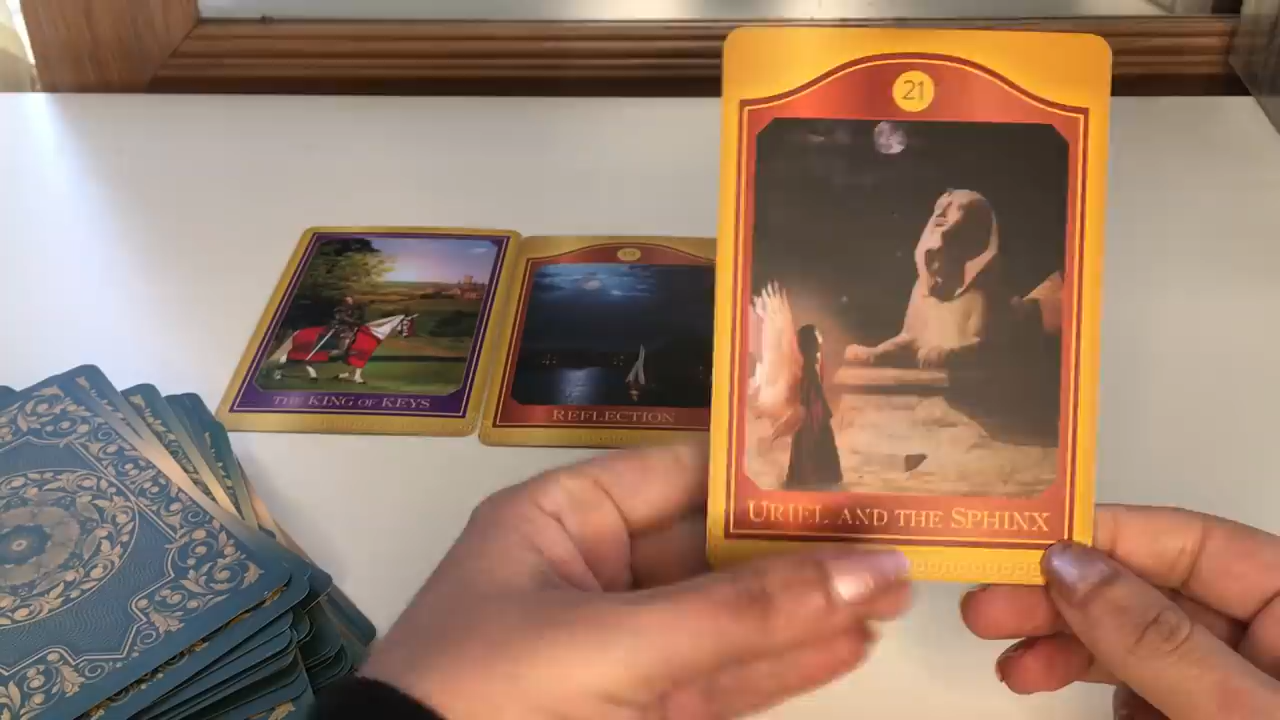 THE KING OF KEYS
REFLECTION
21
URIEL AND THE SPHINX